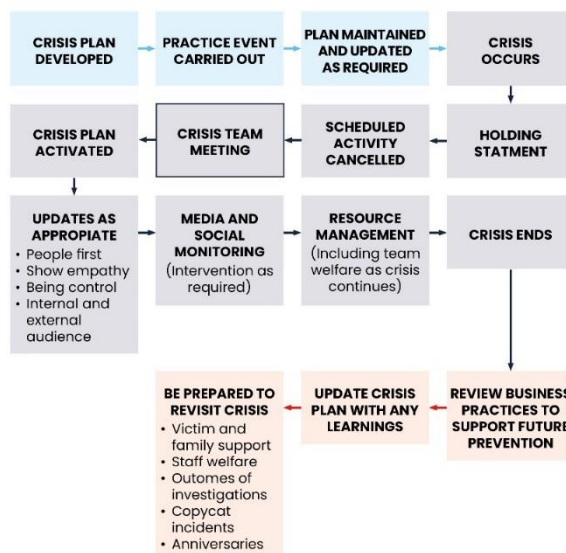 CRISIS PLAN
DEVELOPED
PRACTICE EVENT
CARRIED OUT
PLAN MAINTAINED
AND UPDATED
AS REQUIRED
CRISIS
OCCURS
HOLDING
STATMENT
SCHEDULED
ACTIVITY
CANCELLED
CRISIS TEAM
MEETING
CRISIS PLAN
ACTIVATED
UPDATES AS
APPROPIATE
• People first
• Show empathy
• Being control
• Internal and
external
audience
MEDIA AND
SOCIAL
MONITORING
(Intervention as
required)
RESOURCE
MANAGEMENT
(Including team
welfare as crisis
continues)
CRISIS ENDS
REVIEW BUSINESS
PRACTICES TO
SUPPORT FUTURE
PREVENTION
UPDATE CRISIS
PLAN WITH ANY
LEARNINGS
BE PREPARED TO
REVISIT CRISIS
• Victim and
family support
• Staff welfare
• Outcomes of
investigations
• Copycat
incidents
• Anniversaries